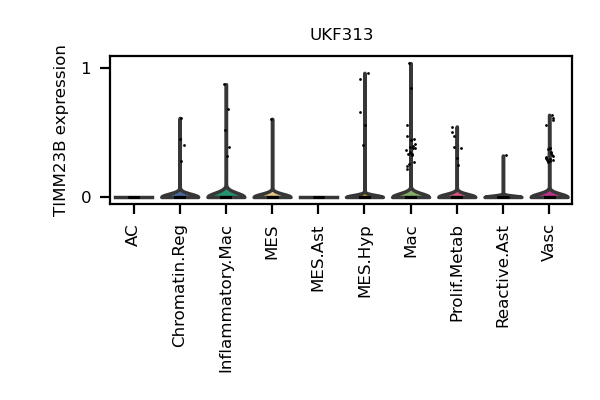 UKF313
TIMM23B expression
1
0
AC
Chromatin.Reg
Inflammatory.Mac
MES
MES.Ast
MES.Hyp
Mac
Prolif.Metab
Reactive.Ast
Vasc